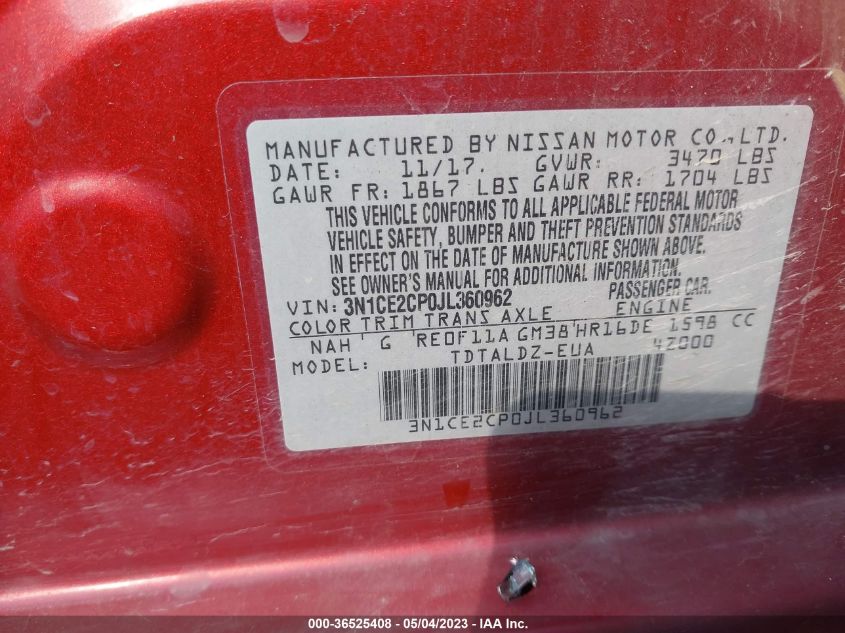 MANUFACTURED BY NISSAN MOTOR CO.,LTD.
DATE: 11/17. GVWR: 3470 LBS
GAWR FR: 1867 LBS GAWR RR: 1704 LBS
THIS VEHICLE CONFORMS TO ALL APPLICABLE FEDERAL MOTOR
VEHICLE SAFETY, BUMPER AND THEFT PREVENTION STANDARDS
IN EFFECT ON THE DATE OF MANUFACTURE SHOWN ABOVE.
SEE OWNER'S MANUAL FOR ADDITIONAL INFORMATION.
VIN: 3N1CE2CP0JL360962 PASSENGER CAR.
COLOR TRIM TRANS AXLE ENGINE
NAH G RE0F11A GM38 HR16DE 1598 CC
MODEL: TDTALDZ-EUA 4Z000
3N1CE2CP0JL360962
000-36525408 - 05/04/2023 - IAA Inc.